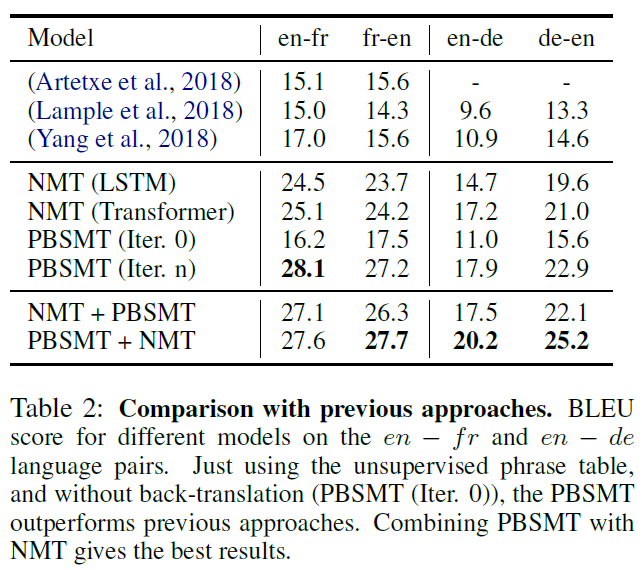 Model en-fr fr-en en-de de-en
(Artetxe et al., 2018) 15.1 15.6 - -
(Lample et al., 2018) 15.0 14.3 9.6 13.3
(Yang et al., 2018) 17.0 15.6 10.9 14.6
NMT (LSTM) 24.5 23.7 14.7 19.6
NMT (Transformer) 25.1 24.2 17.2 21.0
PBSMT (Iter. 0) 16.2 17.5 11.0 15.6
PBSMT (Iter. n) 28.1 27.2 17.9 22.9
NMT + PBSMT 27.1 26.3 17.5 22.1
PBSMT + NMT 27.6 27.7 20.2 25.2
Table 2: Comparison with previous approaches. BLEU
score for different models on the en − fr and en − de
language pairs. Just using the unsupervised phrase table,
and without back-translation (PBSMT (Iter. 0)), the PBSMT
outperforms previous approaches. Combining PBSMT with
NMT gives the best results.